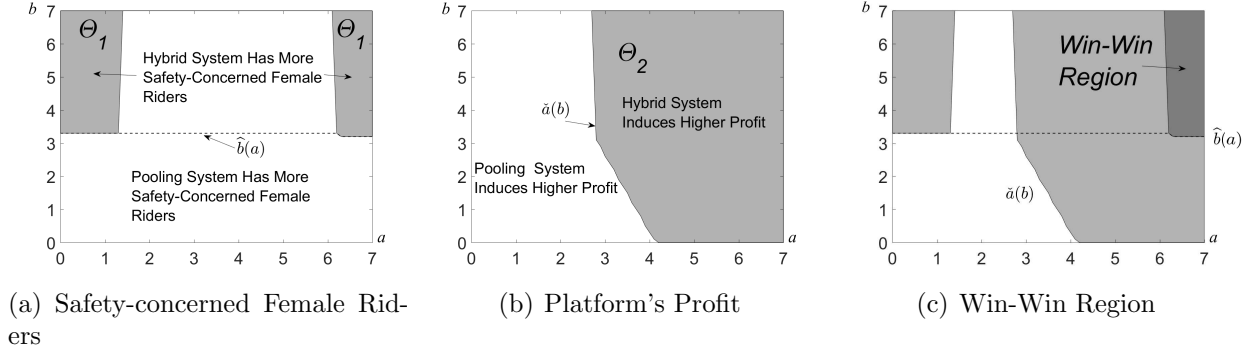 b
7
6
5
4
3
2
1
0
0 1 2 3 4 5 6 7
a
Θ1
Θ1
Hybrid System Has More
Safety-Concerned Female
Riders
b̂(a)
Pooling System Has More
Safety-Concerned Female
Riders
(a) Safety-concerned Female Rid-
ers
b
7
6
5
4
3
2
1
0
0 1 2 3 4 5 6 7
a
Θ2
Hybrid System
Induces Higher Profit
ǎ(b)
Pooling System
Induces Higher Profit
(b) Platform's Profit
b
7
6
5
4
3
2
1
0
0 1 2 3 4 5 6 7
a
Win-Win
Region
b̂(a)
ǎ(b)
(c) Win-Win Region